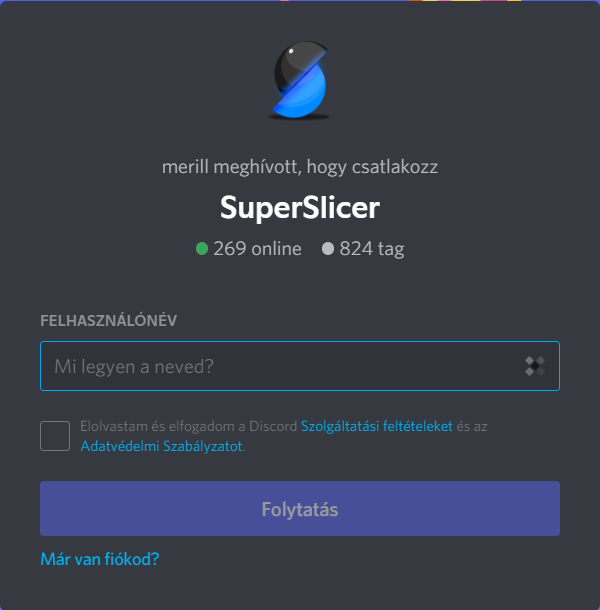 merill meghívott, hogy csatlakozz
SuperSlicer
269 online 824 tag
FELHASZNÁLÓNÉV
Mi legyen a neved?
Elolvastam és elfogadom a Discord Szolgáltatási feltételeket és az
Adatvédelmi Szabályzatot.
Folytatás
Már van fiókod?